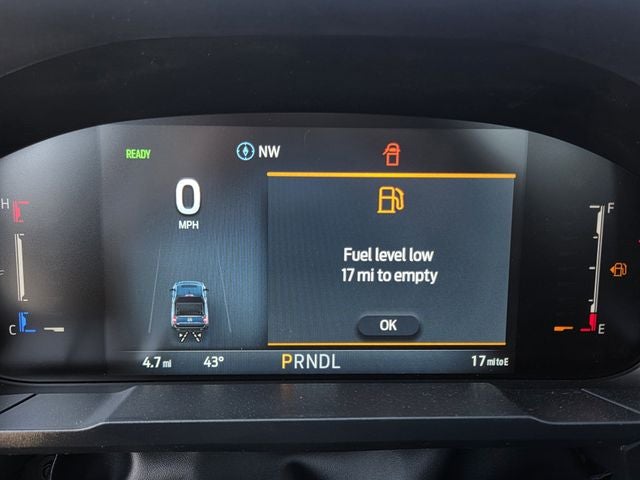 READY
NW
H
F
0
MPH
Fuel level low
17 mi to empty
OK
C
E
4.7 mi
43°
PRNDL
17 mi to E